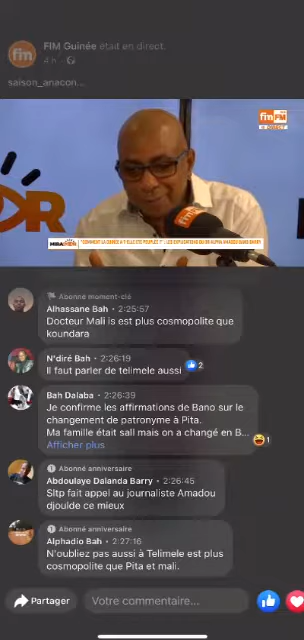 fim
FIM Guinée était en direct.
4 h
saison_anacon...
fim FM
DIRECT
Abonné moment-clé
Alhassane Bah · 2:25:57
Docteur Mali is est plus cosmopolite que
koundara
N'diré Bah · 2:26:19
Il faut parler de telimele aussi
2
Bah Dalaba · 2:26:39
Je confirme les affirmations de Bano sur le
changement de patronyme à Pita.
Ma famille était sall mais on a changé en B...
Afficher plus
1
Abonné anniversaire
Abdoulaye Dalanda Barry · 2:26:45
Sltp fait appel au journaliste Amadou
djoulde ce mieux
Abonné anniversaire
Alphadio Bah · 2:27:16
N'oubliez pas aussi à Telimele est plus
cosmopolite que Pita et mali.
Partager
Votre commentaire...